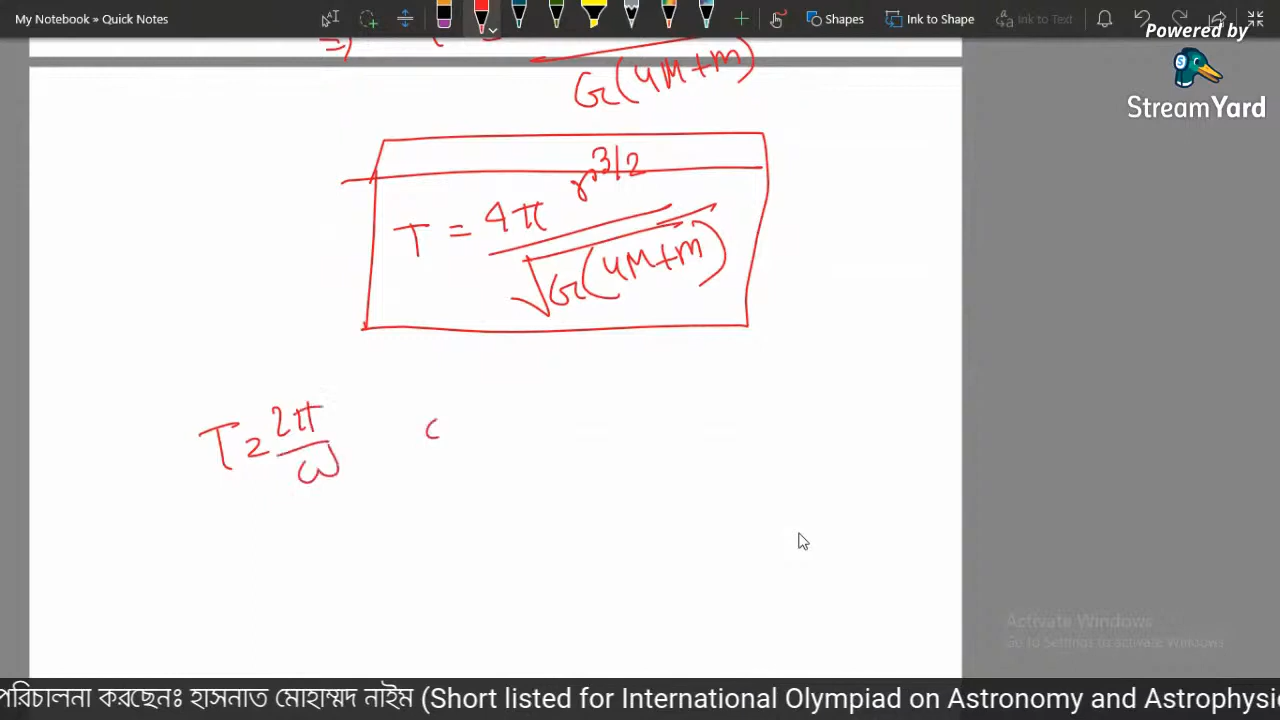 My Notebook » Quick Notes
Shapes
Ink to Shape
Ink to Text
Powered by
StreamYard
G(4M+m)
T = 4π r^3/2 / √G(4M+m)
T = 2π / ω
Activate Windows
Go to Settings to activate Windows.
পরিচালনা করছেনঃ হাসনাত মোহাম্মদ নাইম (Short listed for International Olympiad on Astronomy and Astrophysi